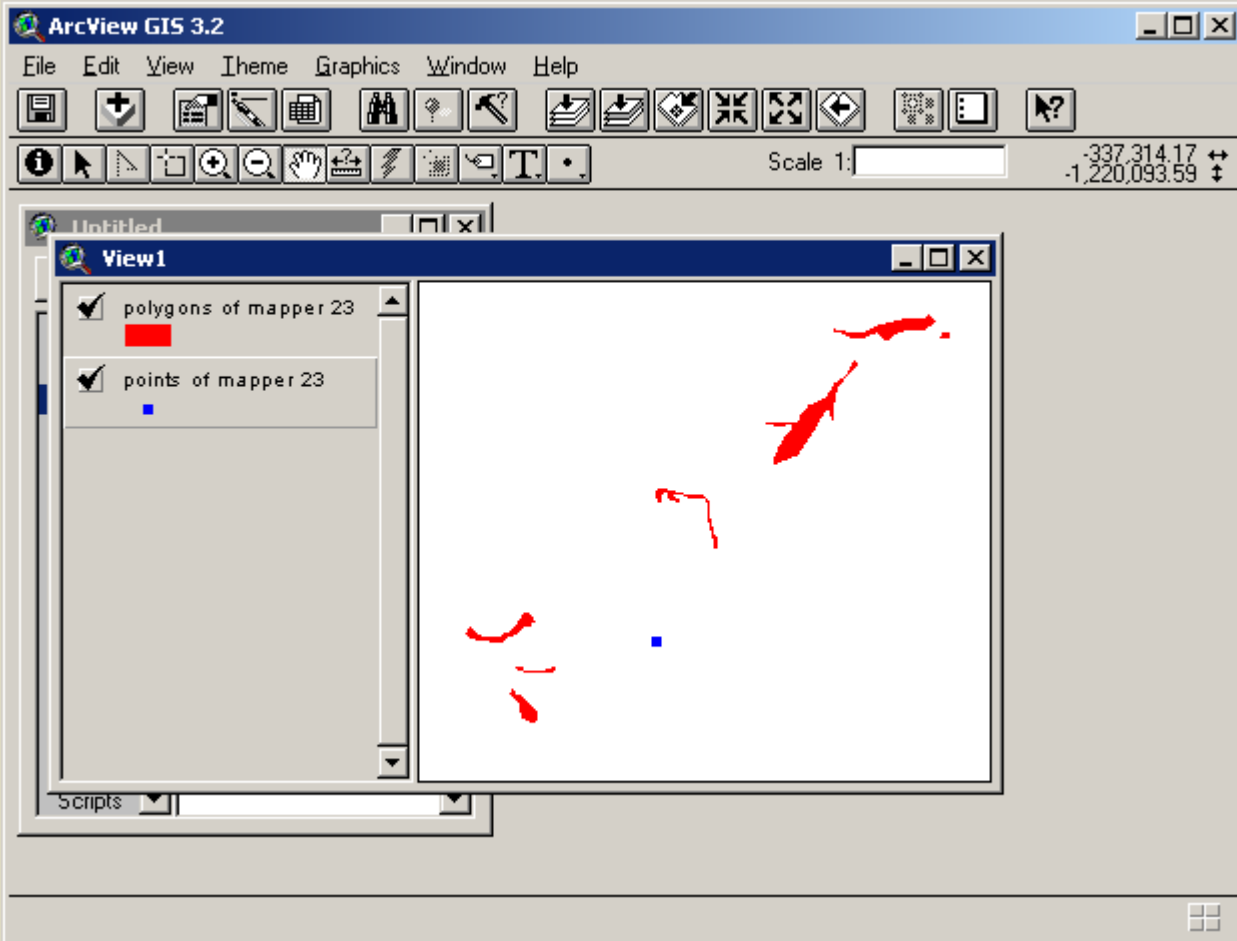 ArcView GIS 3.2
File Edit View Theme Graphics Window Help
Scale 1:
-337,314.17
-1,220,093.59
Untitled
View1
polygons of mapper 23
points of mapper 23
Scripts